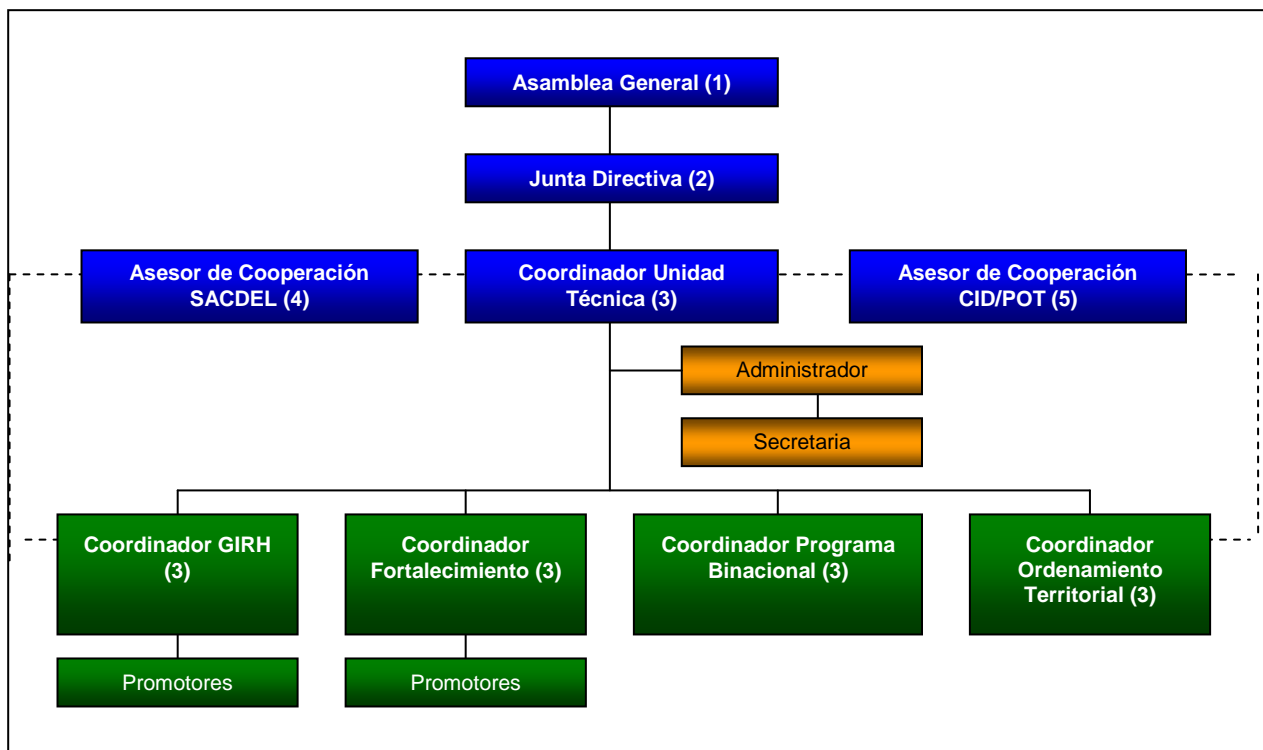 Asamblea General (1)
Junta Directiva (2)
Asesor de Cooperación
SACDEL (4)
Coordinador Unidad
Técnica (3)
Asesor de Cooperación
CID/POT (5)
Administrador
Secretaria
Coordinador GIRH
(3)
Coordinador
Fortalecimiento (3)
Coordinador Programa
Binacional (3)
Coordinador
Ordenamiento
Territorial (3)
Promotores
Promotores